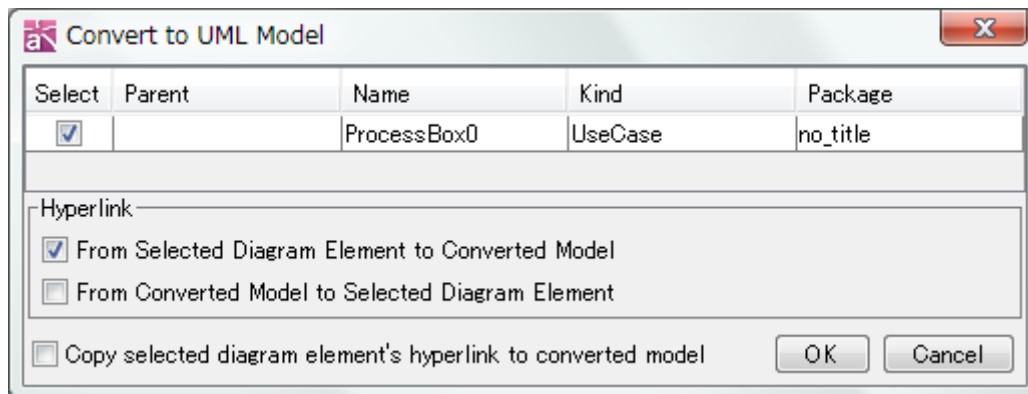 Convert to UML Model
Select Parent Name Kind Package
ProcessBox0 UseCase no_title
Hyperlink
From Selected Diagram Element to Converted Model
From Converted Model to Selected Diagram Element
Copy selected diagram element's hyperlink to converted model OK Cancel